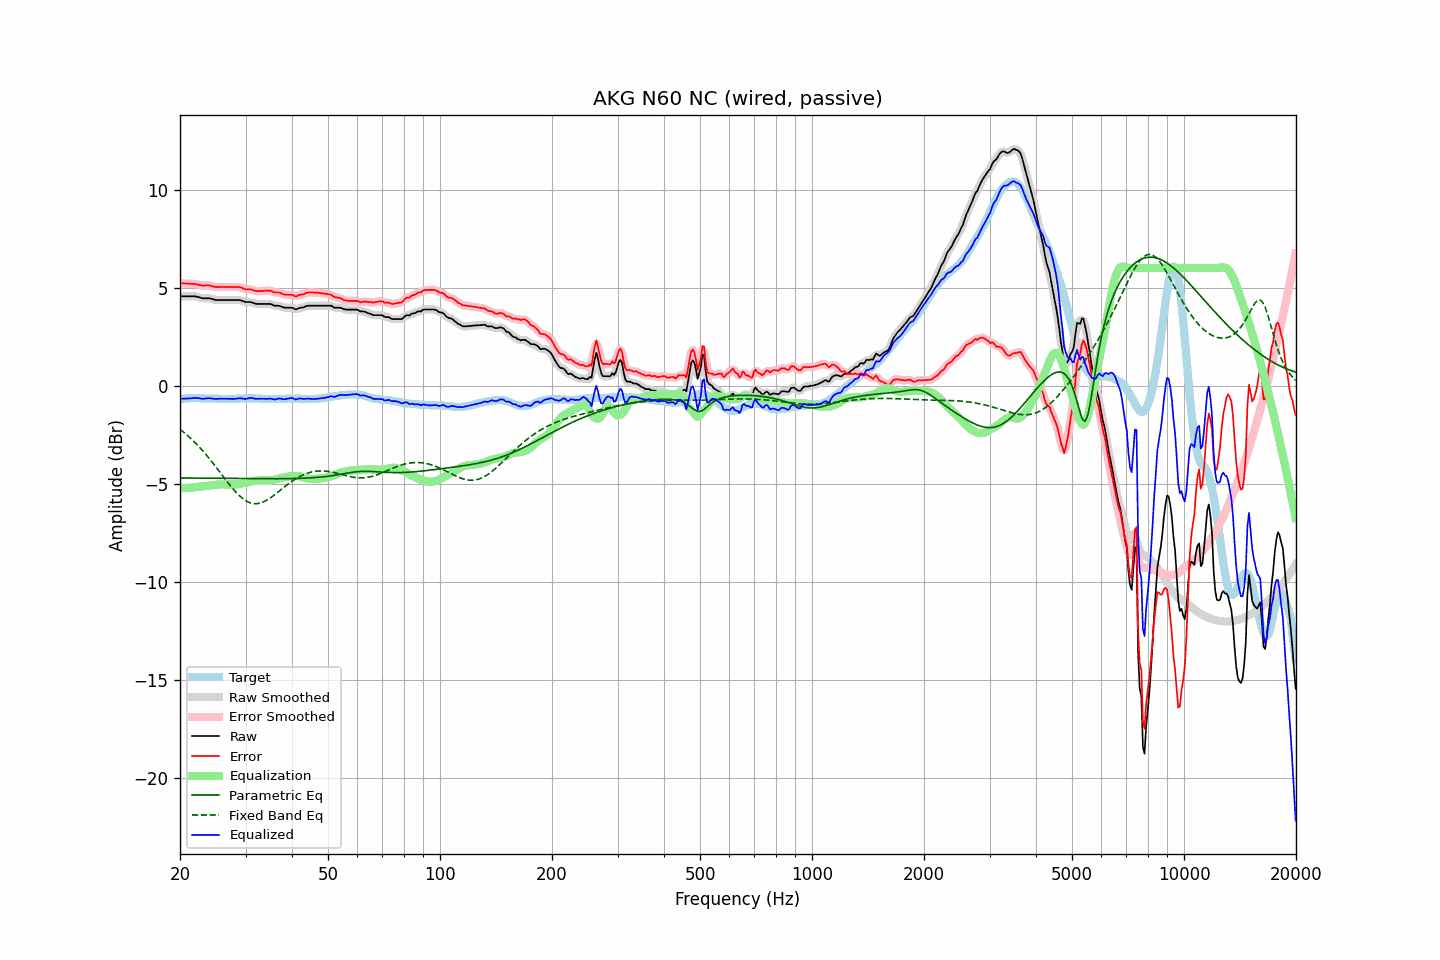 AKG N60 NC (wired, passive)
Amplitude (dBr)
10
5
0
−5
−10
−15
−20
Target
Raw Smoothed
Error Smoothed
Raw
Error
Equalization
Parametric Eq
Fixed Band Eq
Equalized
20
50
100
200
500
1000
2000
5000
10000
20000
Frequency (Hz)